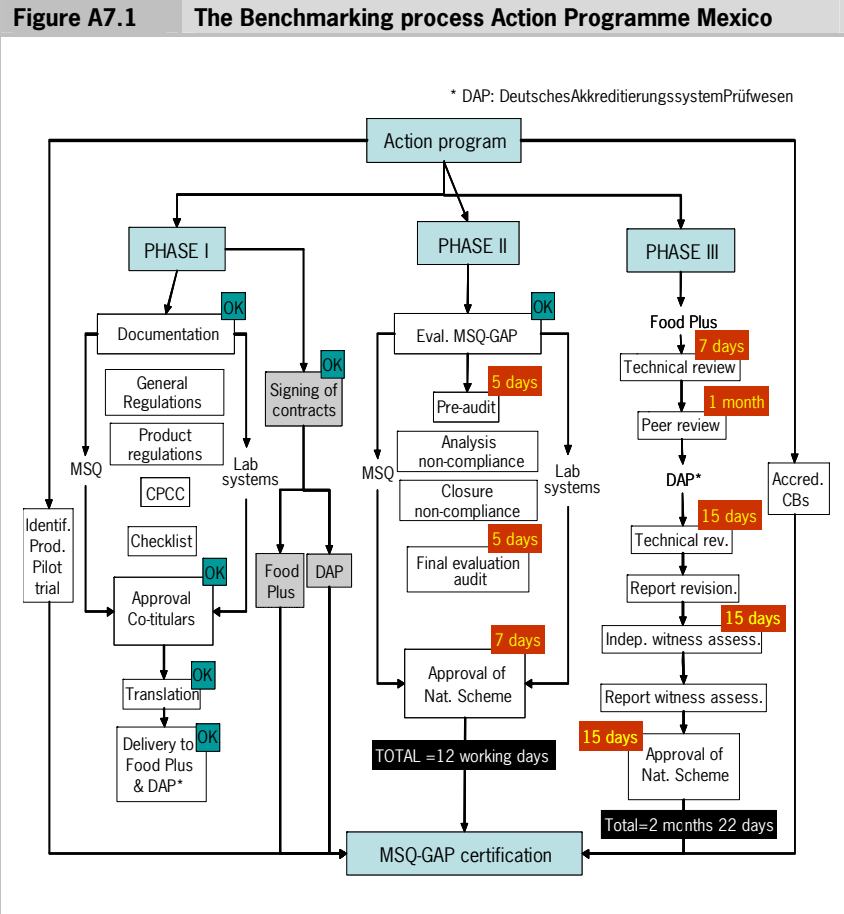 Figure A7.1 The Benchmarking process Action Programme Mexico
* DAP: DeutschesAkkreditierungssystemPrüfwesen
Action program
PHASE I
PHASE II
PHASE III
OK
Documentation
General
Regulations
Product
regulations
MSQ
Lab
systems
CPCC
Checklist
OK
Approval
Co-titulars
OK
Translation
OK
Delivery to
Food Plus
& DAP*
Identif.
Prod.
Pilot
trial
OK
Signing of
contracts
Food
Plus
DAP
OK
Eval. MSQ-GAP
5 days
Pre-audit
Analysis
non-compliance
MSQ
Lab
systems
Closure
non-compliance
5 days
Final evaluation
audit
7 days
Approval of
Nat. Scheme
TOTAL =12 working days
Food Plus
7 days
Technical review
1 month
Peer review
DAP*
15 days
Technical rev.
Report revision.
15 days
Indep. witness assess.
Report witness assess.
15 days
Approval of
Nat. Scheme
Total=2 months 22 days
Accred.
CBs
MSQ-GAP certification